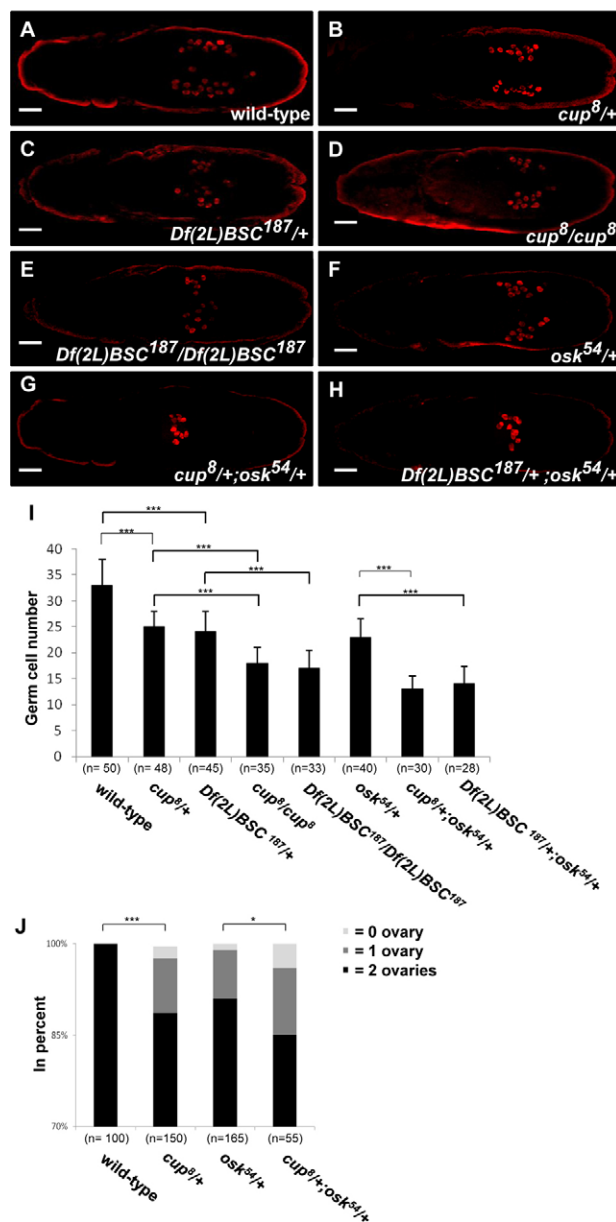 A
wild-type
B
cup8/+
C
Df(2L)BSC187/+
D
cup8/cup8
E
Df(2L)BSC187/Df(2L)BSC187
F
osk54/+
G
cup8/+;osk54/+
H
Df(2L)BSC187/+ ;osk54/+
I
***
***
***
***
***
***
***
Germ cell number
40
35
30
25
20
15
10
5
0
(n= 50) (n= 48) (n=45) (n=35) (n=33) (n=40) (n=30) (n=28)
wild-type
cup8/+
Df(2L)BSC 187/+
cup8/cup8
Df(2L)BSC187/Df(2L)BSC187
osk54/+
cup8/+;osk54/+
Df(2L)BSC 187/+;osk54/+
J
***
*
= 0 ovary
= 1 ovary
= 2 ovaries
In percent
100%
85%
70%
(n= 100) (n=150) (n=165) (n=55)
wild-type
cup8/+
osk54/+
cup8/+;osk54/+